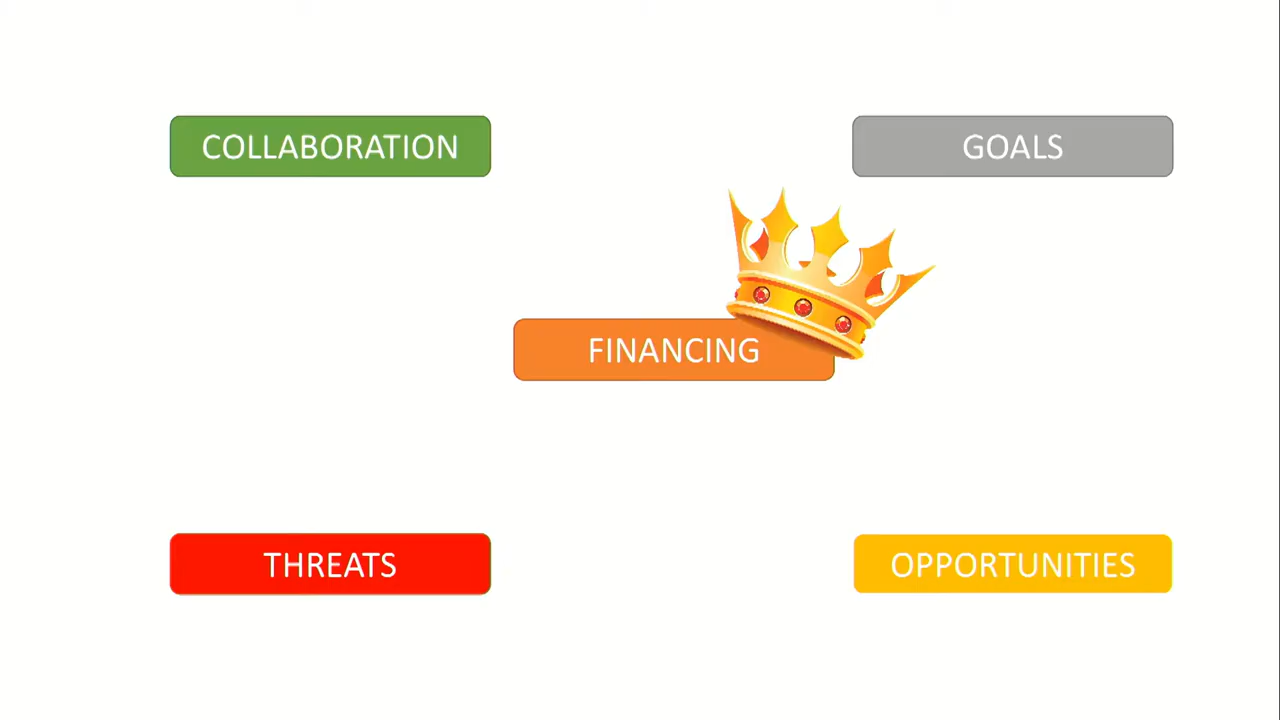 COLLABORATION
GOALS
FINANCING
THREATS
OPPORTUNITIES